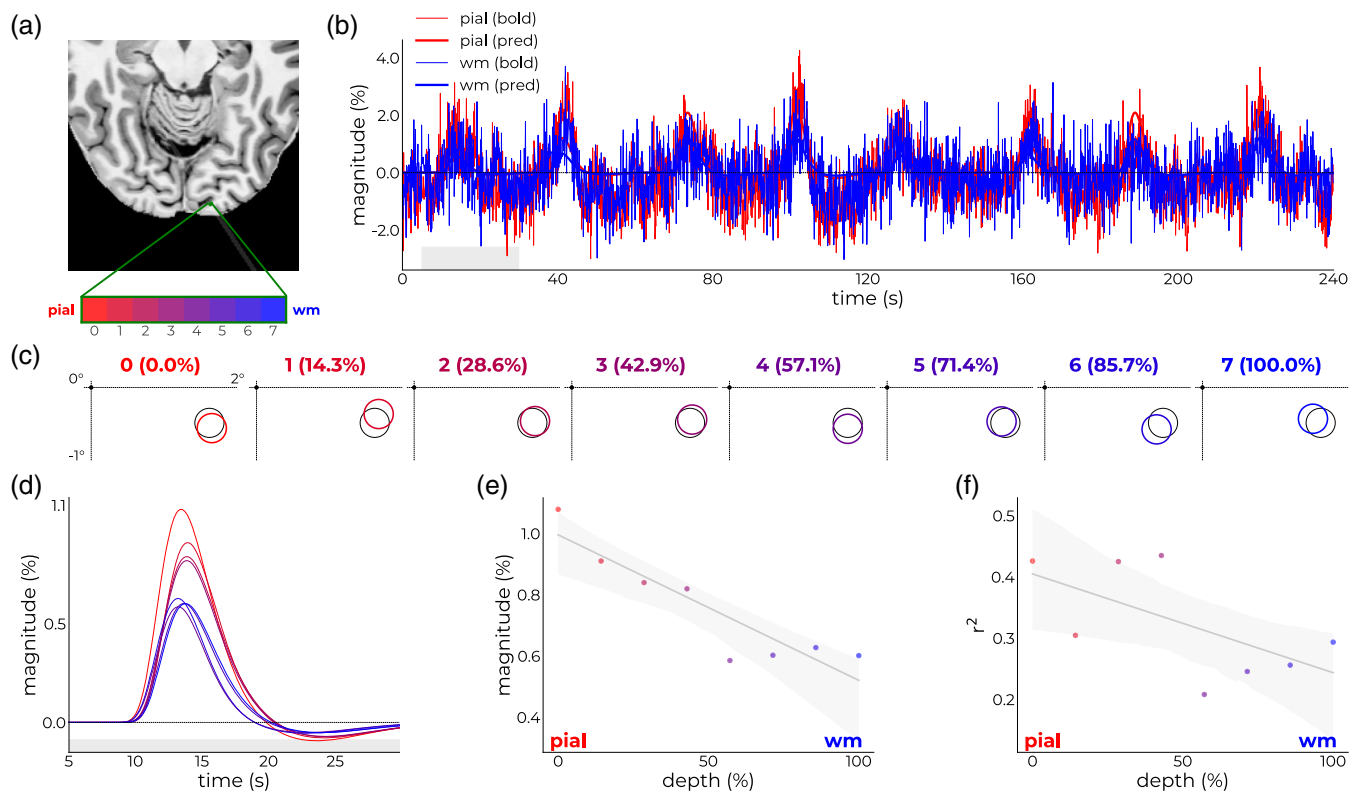 (a)
pial
wm
0 1 2 3 4 5 6 7
(b)
pial (bold)
pial (pred)
wm (bold)
wm (pred)
magnitude (%)
4.0
2.0
0.0
-2.0
0 40 80 120 160 200 240
time (s)
(c)
0 (0.0%) 1 (14.3%) 2 (28.6%) 3 (42.9%) 4 (57.1%) 5 (71.4%) 6 (85.7%) 7 (100.0%)
0° 2°
-1°
(d)
magnitude (%)
1.1
0.5
0.0
5 10 15 20 25
time (s)
(e)
magnitude (%)
1.0
0.8
0.6
0.4
pial wm
0 50 100
depth (%)
(f)
r²
0.5
0.4
0.3
0.2
pial wm
0 50 100
depth (%)